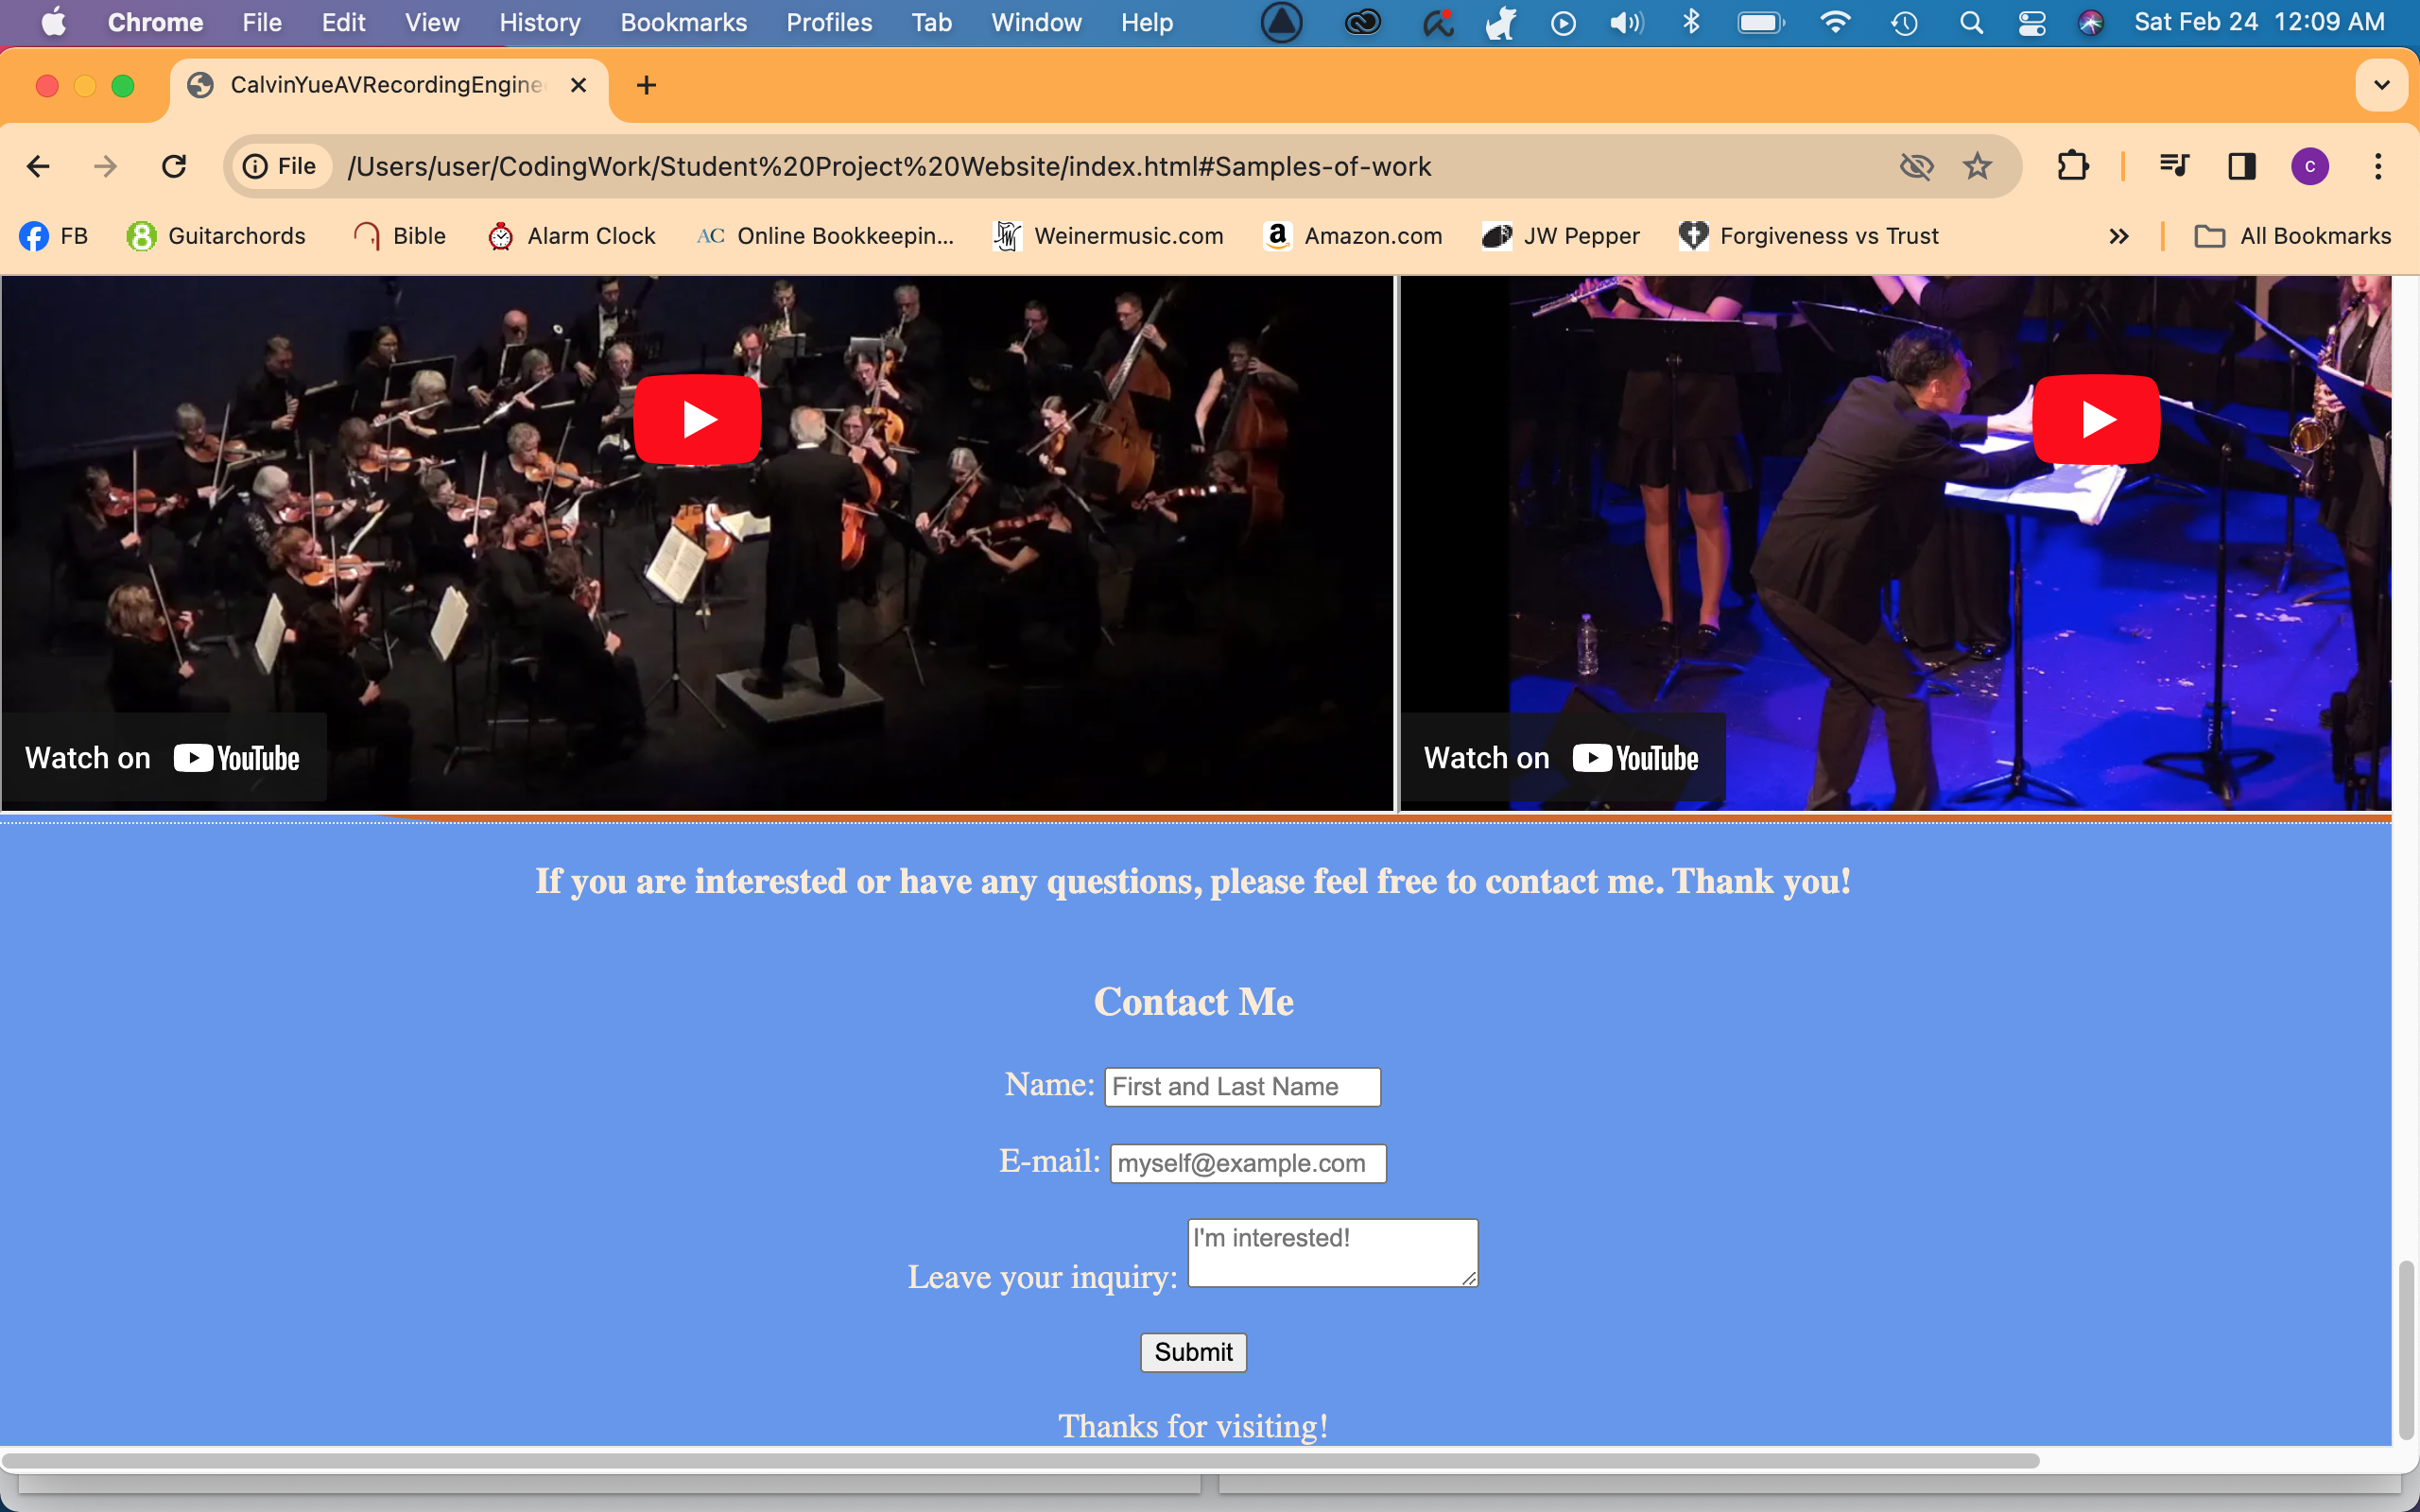 Chrome File Edit View History Bookmarks Profiles Tab Window Help Sat Feb 24 12:09 AM
CalvinYueAVRecordingEngine
File /Users/user/CodingWork/Student%20Project%20Website/index.html#Samples-of-work C
FB Guitarchords Bible Alarm Clock AC Online Bookkeepin... Weinermusic.com Amazon.com JW Pepper Forgiveness vs Trust All Bookmarks
Watch on YouTube Watch on YouTube
If you are interested or have any questions, please feel free to contact me. Thank you!
Contact Me
Name: First and Last Name
E-mail: myself@example.com
Leave your inquiry: I'm interested!
Submit
Thanks for visiting!